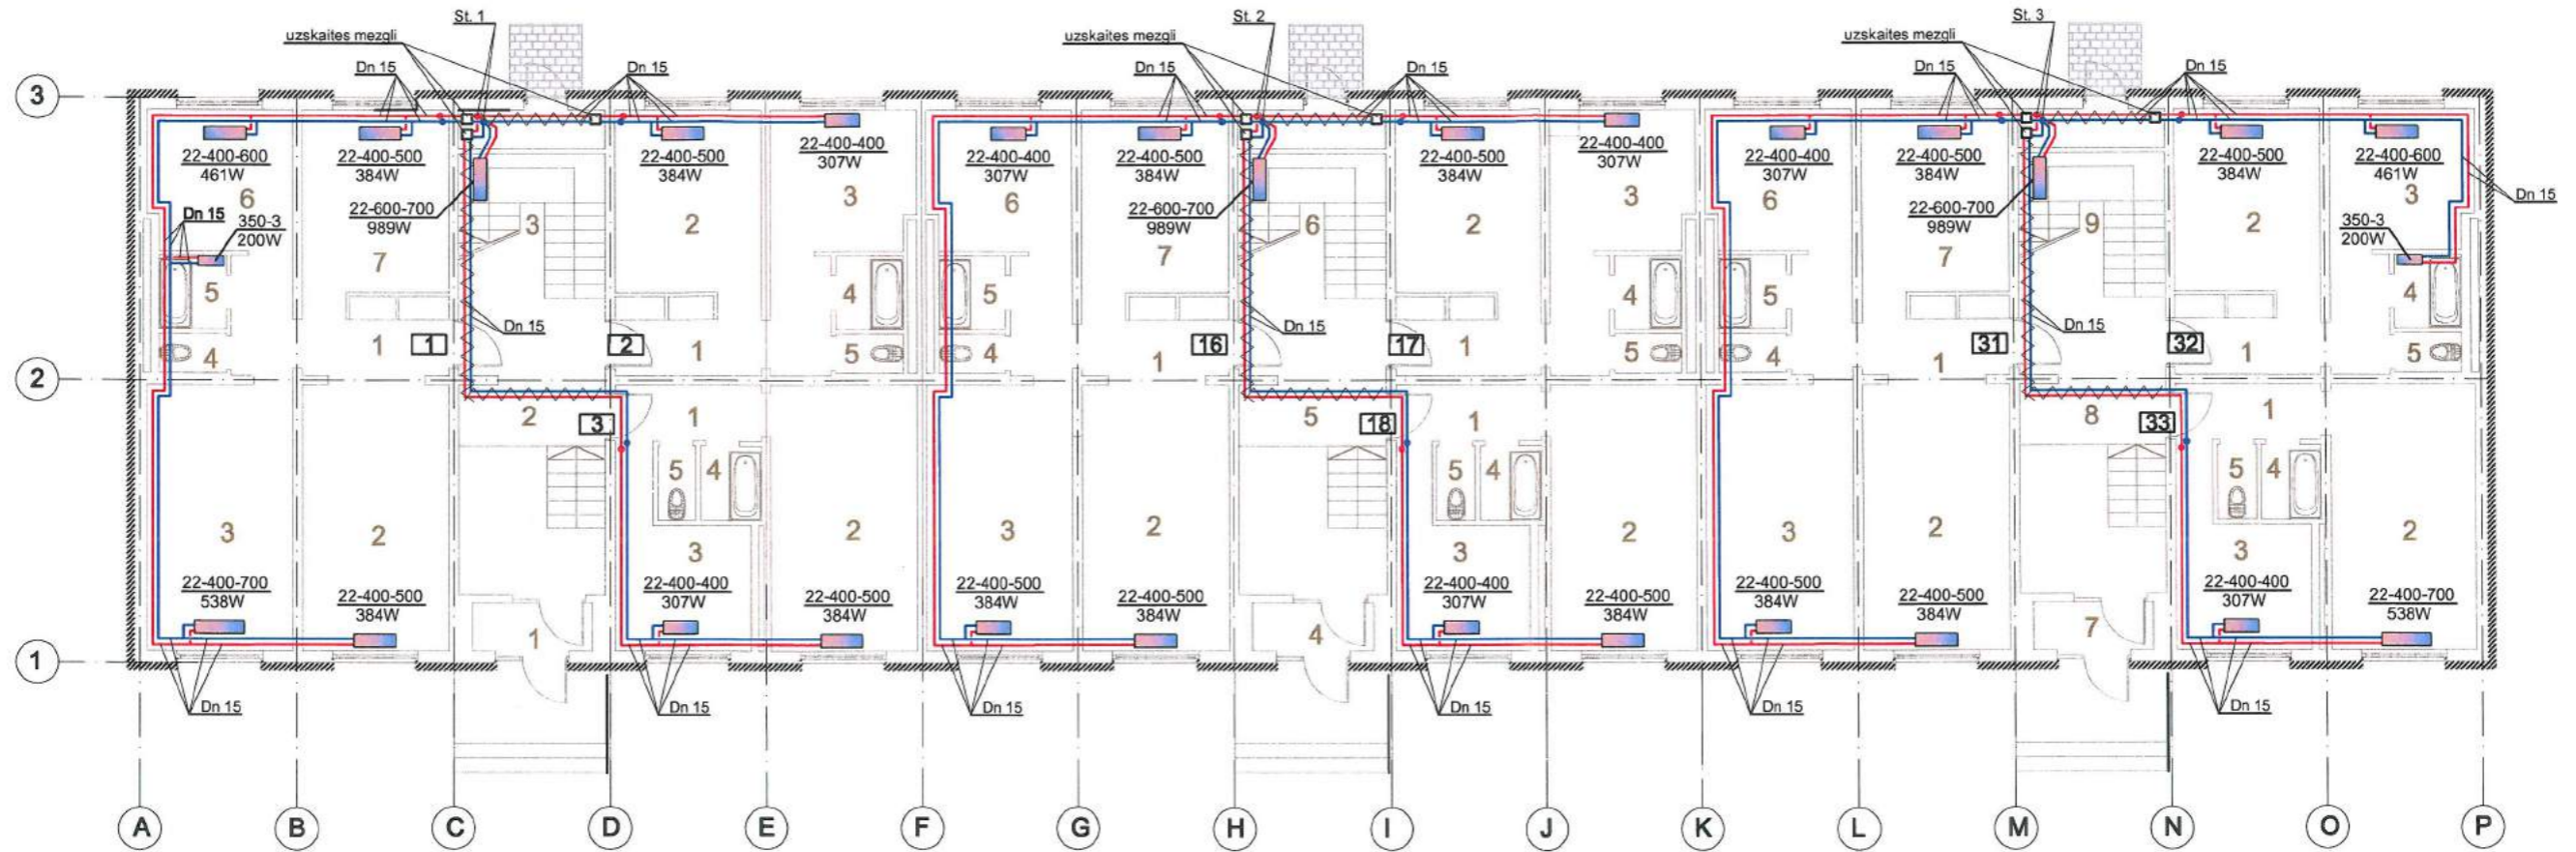 St. 1
St. 2
St. 3
uzskaites mezgli
uzskaites mezgli
uzskaites mezgli
Dn 15
Dn 15
Dn 15
Dn 15
Dn 15
Dn 15
3
22-400-600
461W
22-400-500
384W
22-400-500
384W
22-400-400
307W
22-400-400
307W
22-400-500
384W
22-400-500
384W
22-400-400
307W
22-400-400
307W
22-400-500
384W
22-400-500
384W
22-400-600
461W
6
3
6
3
6
3
Dn 15
Dn 15
22-600-700
989W
22-600-700
989W
22-600-700
989W
350-3
200W
350-3
200W
3
2
6
2
9
2
7
7
7
5
4
5
4
5
4
Dn 15
Dn 15
Dn 15
1
1
2
1
16
1
17
1
31
1
32
1
4
5
4
5
4
5
2
2
3
1
5
18
1
8
33
1
5
4
5
4
5
4
3
2
3
2
3
2
3
2
3
2
3
2
22-400-700
538W
22-400-500
384W
22-400-400
307W
22-400-500
384W
22-400-500
384W
22-400-500
384W
22-400-400
307W
22-400-500
384W
22-400-500
384W
22-400-500
384W
22-400-400
307W
22-400-700
538W
1
4
7
1
Dn 15
Dn 15
Dn 15
Dn 15
Dn 15
Dn 15
A
B
C
D
E
F
G
H
I
J
K
L
M
N
O
P